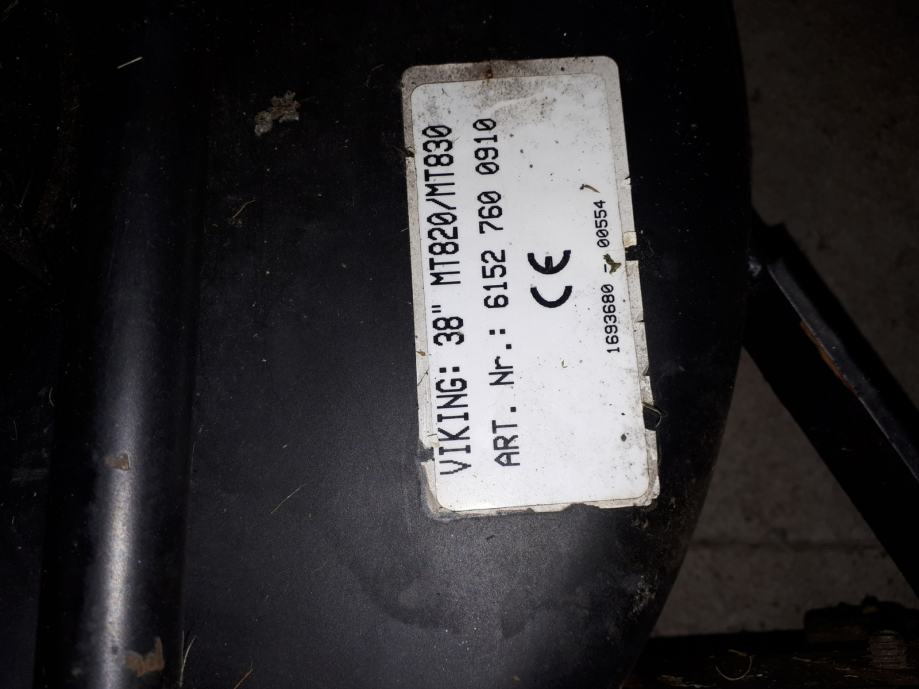 VIKING: 38" MT820/MT830
ART. Nr.: 6152 760 0910
CE
1693680 - 00554